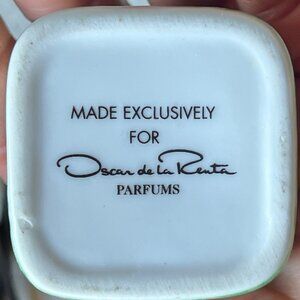 MADE EXCLUSIVELY
FOR
Oscar de la Renta
PARFUMS